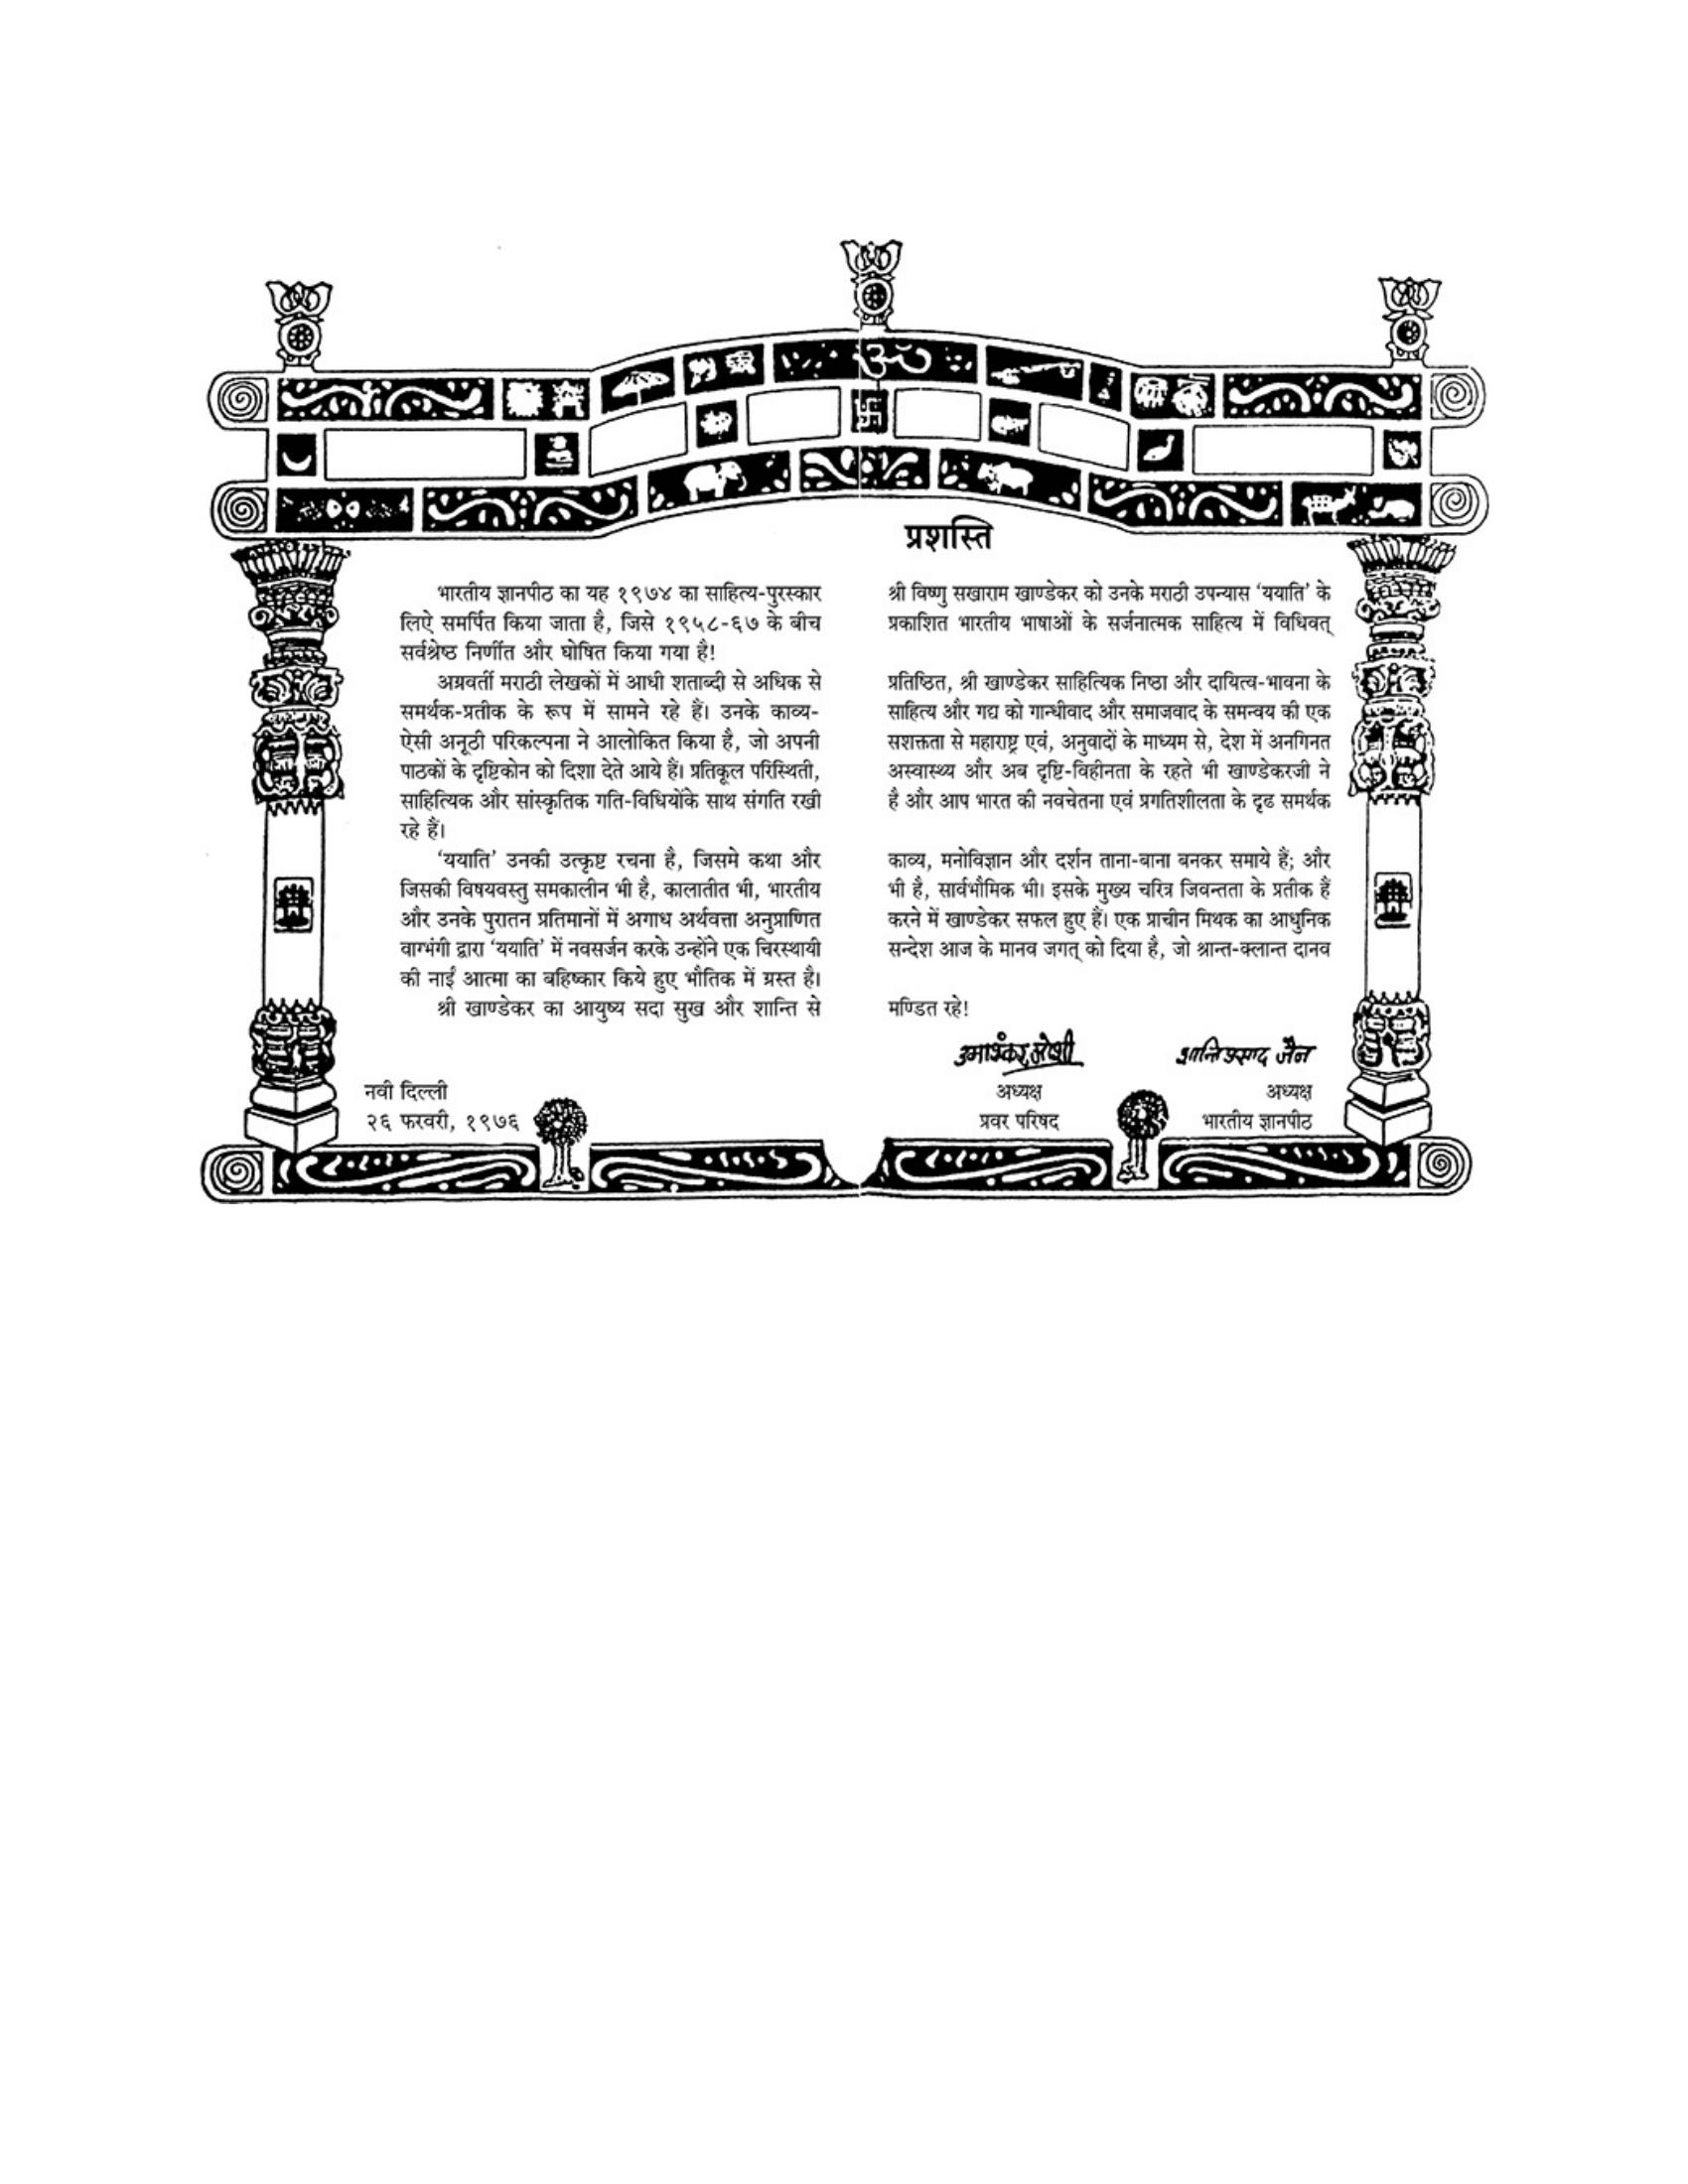 ॐ
प्रशस्ति
भारतीय ज्ञानपीठ का यह १९७४ का साहित्य-पुरस्कार श्री विष्णु सखाराम खाण्डेकर को उनके मराठी उपन्यास ‘ययाति’ के
लिऐ समर्पित किया जाता है, जिसे १९५८-६७ के बीच प्रकाशित भारतीय भाषाओं के सर्जनात्मक साहित्य में विधिवत्
सर्वश्रेष्ठ निर्णीत और घोषित किया गया है!
अग्रवर्ती मराठी लेखकों में आधी शताब्दी से अधिक से प्रतिष्ठित, श्री खाण्डेकर साहित्यिक निष्ठा और दायित्व-भावना के
समर्थक-प्रतीक के रूप में सामने रहे हैं। उनके काव्य- साहित्य और गद्य को गान्धीवाद और समाजवाद के समन्वय की एक
ऐसी अनूठी परिकल्पना ने आलोकित किया है, जो अपनी सशक्तता से महाराष्ट्र एवं, अनुवादों के माध्यम से, देश में अनगिनत
पाठकों के दृष्टिकोन को दिशा देते आये हैं। प्रतिकूल परिस्थिती, अस्वास्थ्य और अब दृष्टि-विहीनता के रहते भी खाण्डेकरजी ने
साहित्यिक और सांस्कृतिक गति-विधियोंके साथ संगति रखी है और आप भारत की नवचेतना एवं प्रगतिशीलता के दृढ समर्थक
रहे हैं।
‘ययाति’ उनकी उत्कृष्ट रचना है, जिसमे कथा और काव्य, मनोविज्ञान और दर्शन ताना-बाना बनकर समाये हैं; और
जिसकी विषयवस्तु समकालीन भी है, कालातीत भी, भारतीय भी है, सार्वभौमिक भी। इसके मुख्य चरित्र जिवन्तता के प्रतीक हैं
और उनके पुरातन प्रतिमानों में अगाध अर्थवत्ता अनुप्राणित करने में खाण्डेकर सफल हुए हैं। एक प्राचीन मिथक का आधुनिक
वाग्भंगी द्वारा ‘ययाति’ में नवसर्जन करके उन्होंने एक चिरस्थायी सन्देश आज के मानव जगत् को दिया है, जो श्रान्त-क्लान्त दानव
की नाईं आत्मा का बहिष्कार किये हुए भौतिक में ग्रस्त है।
श्री खाण्डेकर का आयुष्य सदा सुख और शान्ति से मण्डित रहे!
उमाशंकर जोशी शान्तिप्रसाद जैन
नवी दिल्ली अध्यक्ष अध्यक्ष
२६ फरवरी, १९७६ प्रवर परिषद भारतीय ज्ञानपीठ